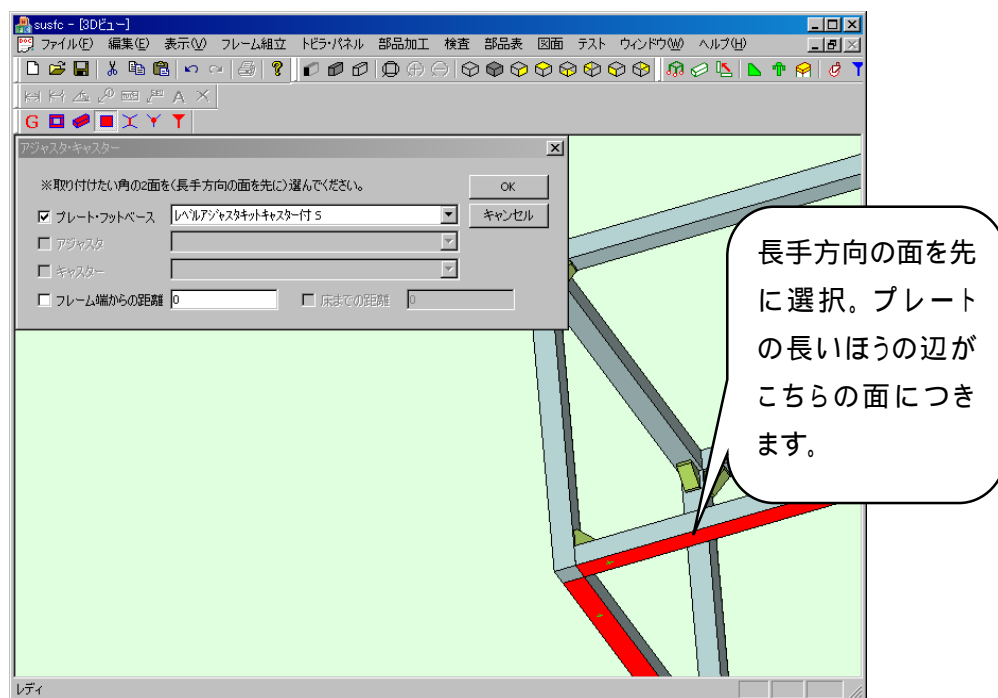 susfc - [3Dビュー]
ファイル(F) 編集(E) 表示(V) フレーム組立 トビラ・パネル 部品加工 検査 部品表 図面 テスト ウィンドウ(W) ヘルプ(H)
アジャスタ・キャスター
※取り付けたい角の2面を(長手方向の面を先に)選んでください。
OK
プレート・フットベース レベルアジャスタキットキャスター付 S キャンセル
アジャスタ
キャスター
フレーム端からの距離 0 床までの距離 0
長手方向の面を先
に選択。プレート
の長いほうの辺が
こちらの面につき
ます。
レディ